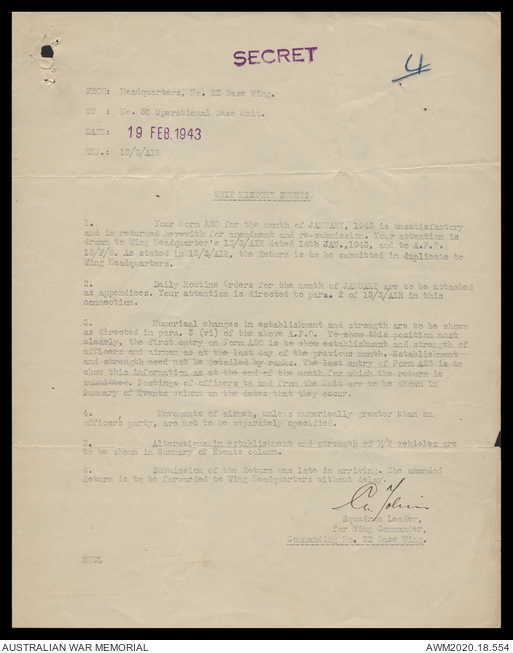 SECRET
4
FROM: Headquarters, No. 22 Base Wing.
TO : No. 30 Operational Base Unit.
DATE: 19 FEB.1943
REF.: 13/3/AIR
UNIT HISTORY SHEETS.
1. Your Form A50 for the month of JANUARY, 1943 is unsatisfactory
and is returned herewith for amendment and re-submission. Your attention is
drawn to Wing Headquarter's 13/3/AIR dated 14th JAN.,1943, and to A.F.O.
As stated in 13/3/AIR, the Return is to be submitted in duplicate to
Wing Headquarters.
2. Daily Routine Orders for the month of JANUARY are to be attached
as appendices. Your attention is directed to para. 2 of 13/3/AIR in this
connection.
3. Numerical changes in establishment and strength are to be shown
as directed in para. 3 (vi) of the above A.F.O. To show this position most
clearly, the first entry on Form A50 is to show establishment and strength of
officers and airmen as at the last day of the previous month. Establishment
and strength need not be detailed by ranks. The last entry of Form A50 is to
show this information as at the end of the month for which the return is
submitted. Postings of officers to and from the Unit are to be shown in
Summary of Events column on the dates that they occur.
4. Movements of airmen, unless numerically greater than an
officer's party, are not to be separately specified.
5. Alterations in establishment and strength of M/T vehicles are
to be shown in Summary of Events column.
6. Submission of the Return was late in arriving. The amended
Return is to be forwarded to Wing Headquarters without delay.
Squadron Leader,
for Wing Commander,
Commanding No. 22 Base Wing.
ENCL
AUSTRALIAN WAR MEMORIAL
AWM2020.18.554